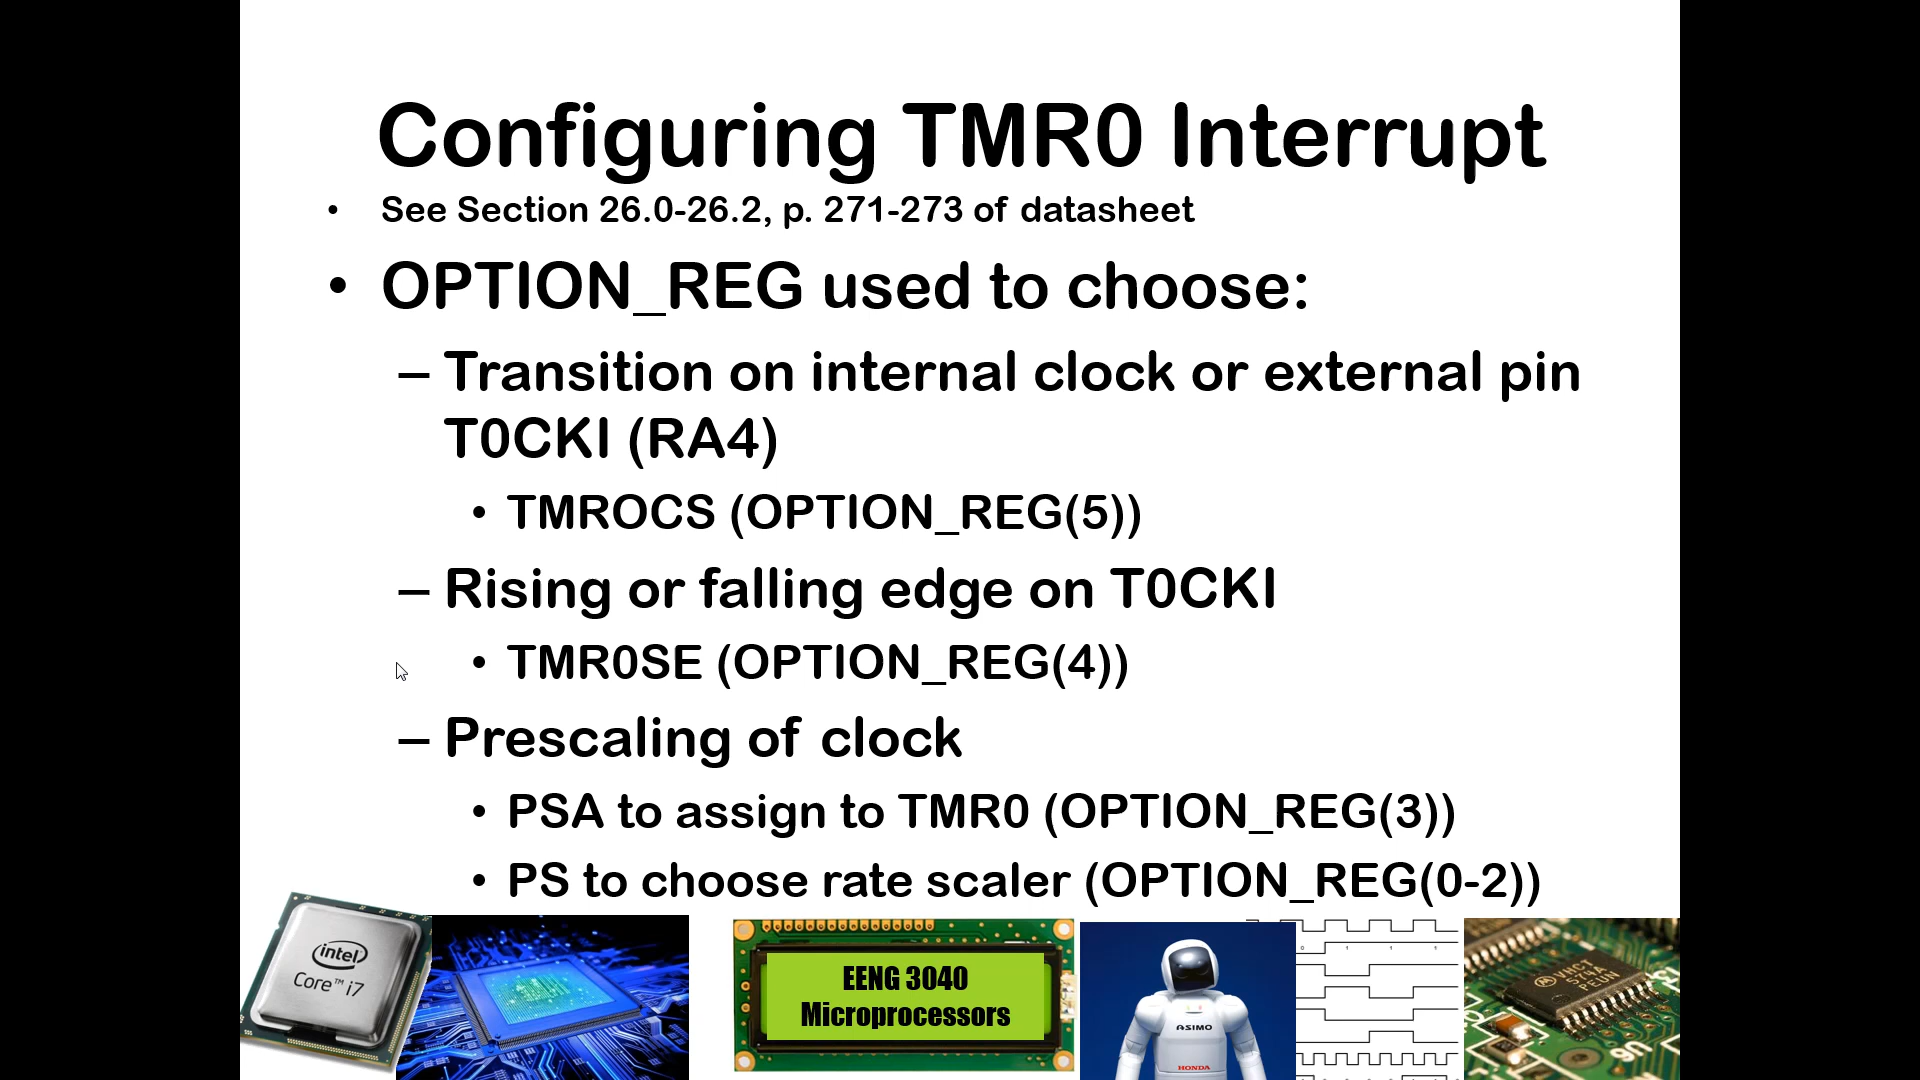 Configuring TMR0 Interrupt
• See Section 26.0-26.2, p. 271-273 of datasheet
• OPTION_REG used to choose:
– Transition on internal clock or external pin
T0CKI (RA4)
• TMROCS (OPTION_REG(5))
– Rising or falling edge on T0CKI
• TMR0SE (OPTION_REG(4))
– Prescaling of clock
• PSA to assign to TMR0 (OPTION_REG(3))
• PS to choose rate scaler (OPTION_REG(0-2))
intel
Core™ i7
EENG 3040
Microprocessors
ASIMO
HONDA
VHCT